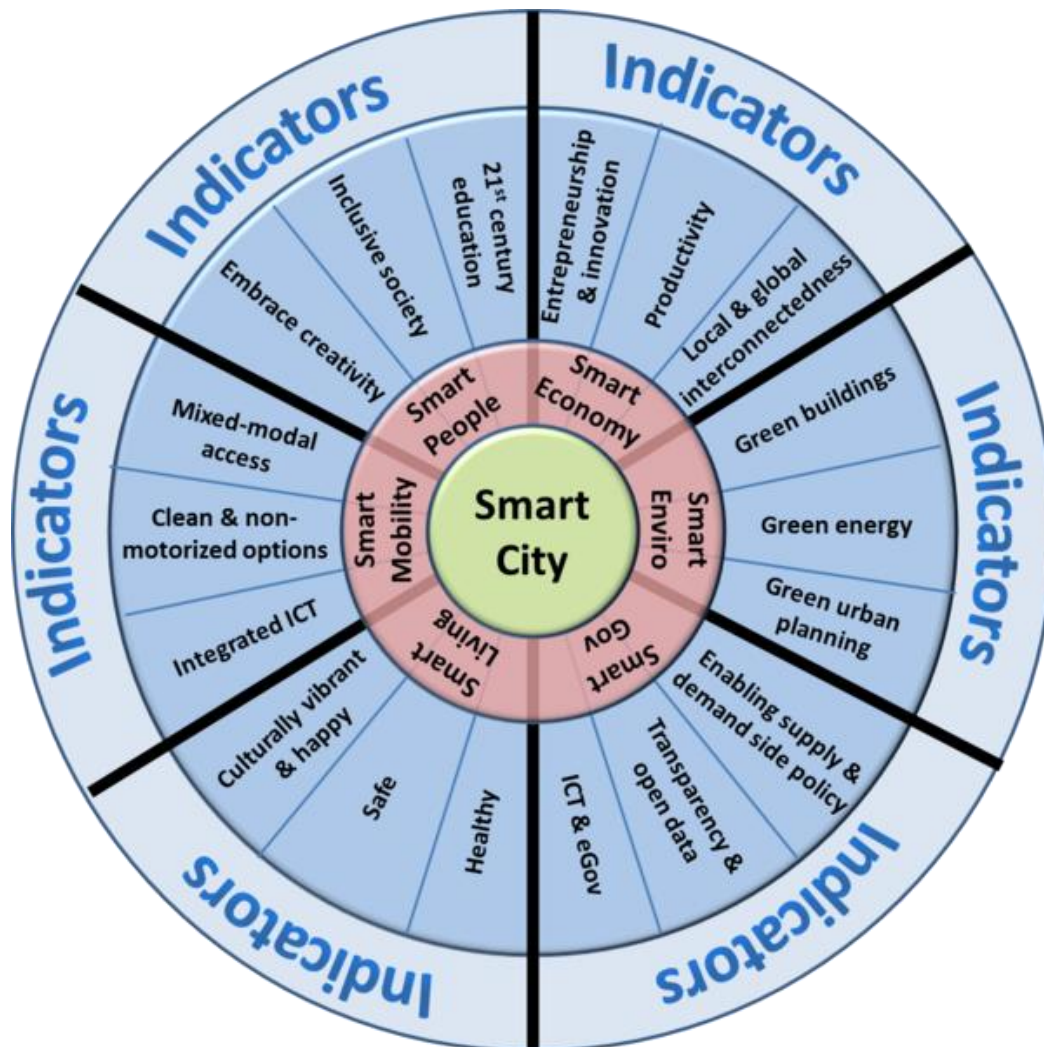 Smart
City
Smart
Economy
Entrepreneurship
& innovation
Productivity
Local & global
interconnectedness
Indicators
Smart
Enviro
Green buildings
Green energy
Green urban
planning
Indicators
Smart
Gov
Enabling supply &
demand side policy
Transparency &
open data
ICT & eGov
Indicators
Smart
Living
Healthy
Safe
Culturally vibrant
& happy
Indicators
Smart
Mobility
Integrated ICT
Clean & non-
motorized options
Mixed-modal
access
Indicators
Smart
People
Embrace creativity
Inclusive society
21st century
education
Indicators